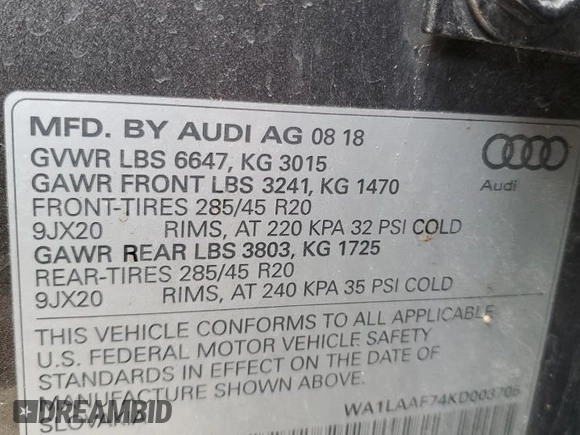 MFD. BY AUDI AG 08 18
GVWR LBS 6647, KG 3015
GAWR FRONT LBS 3241, KG 1470
FRONT-TIRES 285/45 R20
9JX20 RIMS, AT 220 KPA 32 PSI COLD
GAWR REAR LBS 3803, KG 1725
REAR-TIRES 285/45 R20
9JX20 RIMS, AT 240 KPA 35 PSI COLD
Audi
THIS VEHICLE CONFORMS TO ALL APPLICABLE
U.S. FEDERAL MOTOR VEHICLE SAFETY
STANDARDS IN EFFECT ON THE DATE OF
MANUFACTURE SHOWN ABOVE.
WA1LAAF74KD003706
SLOVAKIA
DREAMBID